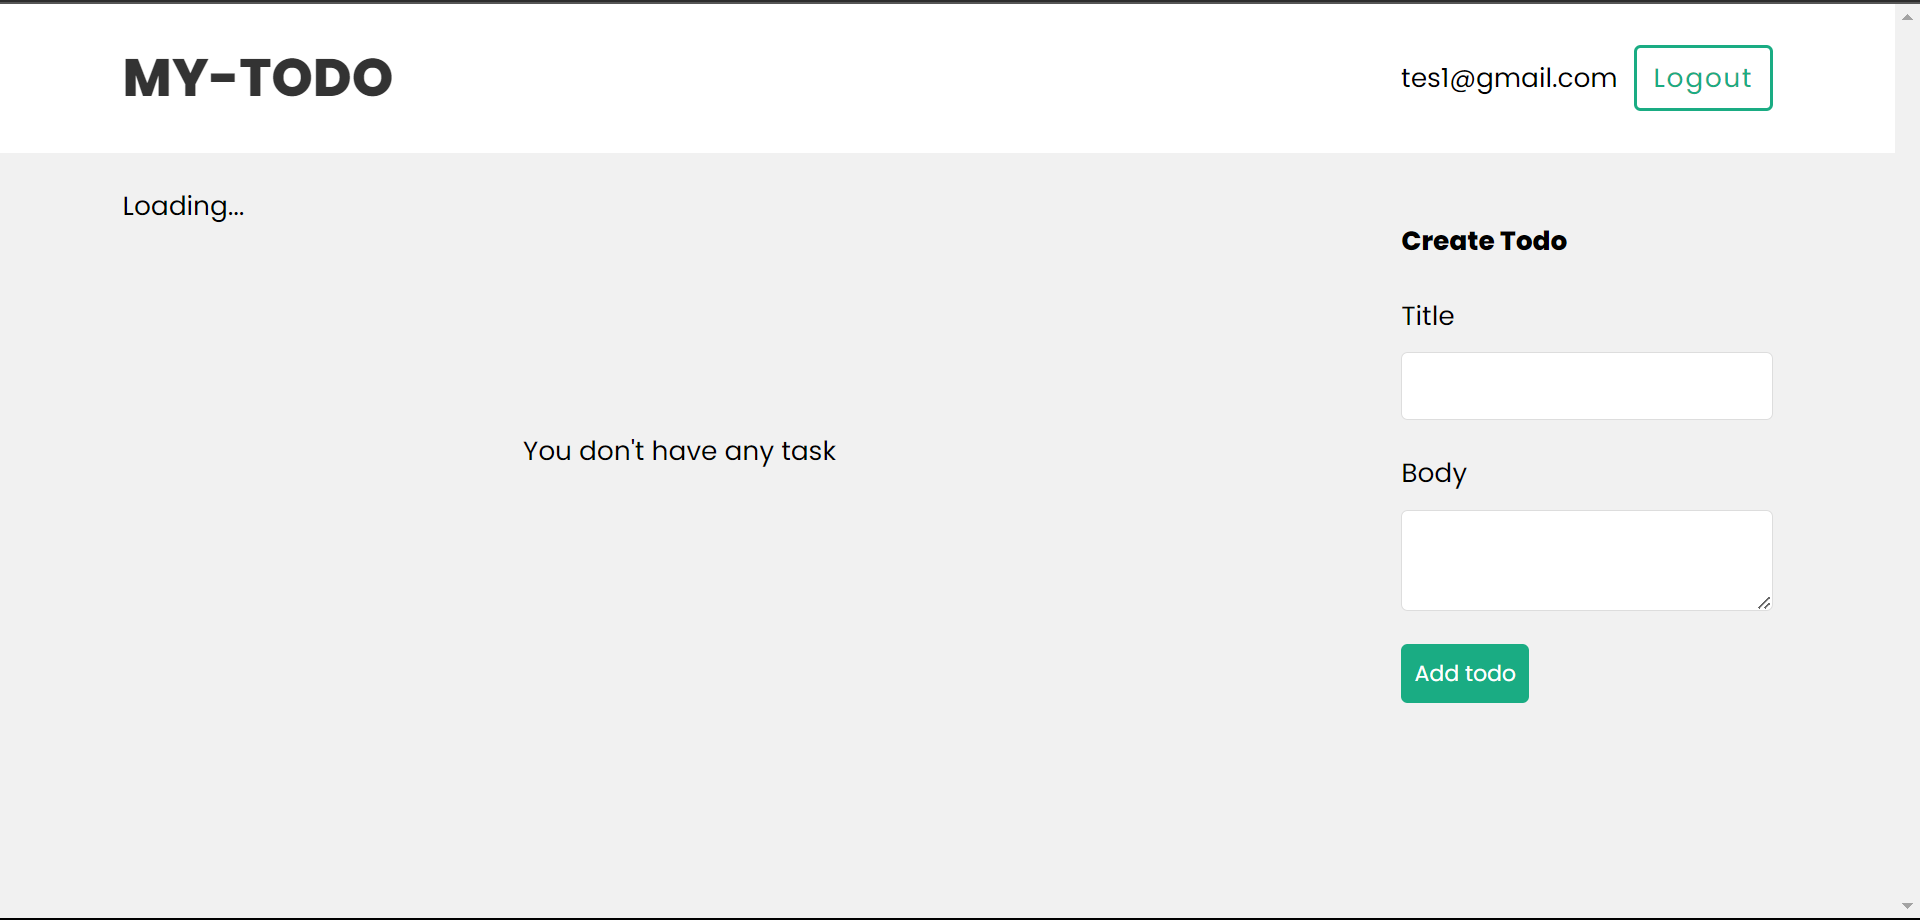 MY-TODO
tes1@gmail.com
Logout
Loading...
You don't have any task
Create Todo
Title
Body
Add todo